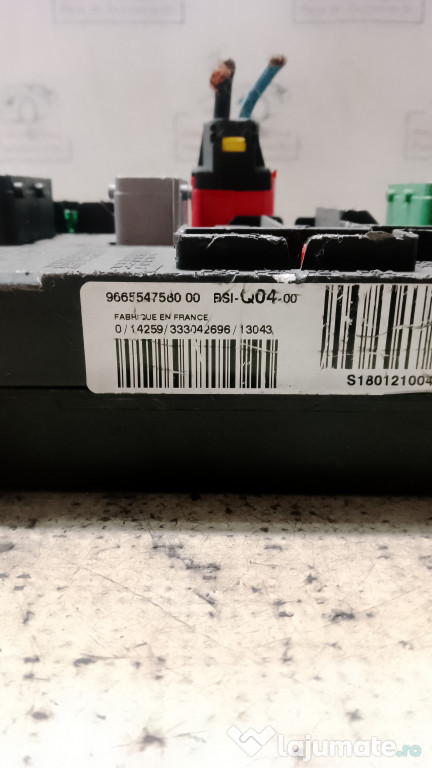 9665547580 00 BSI-Q04-00
FABRIQUE EN FRANCE
0/14259/333042696/13043
S180121004
lajumate.ro